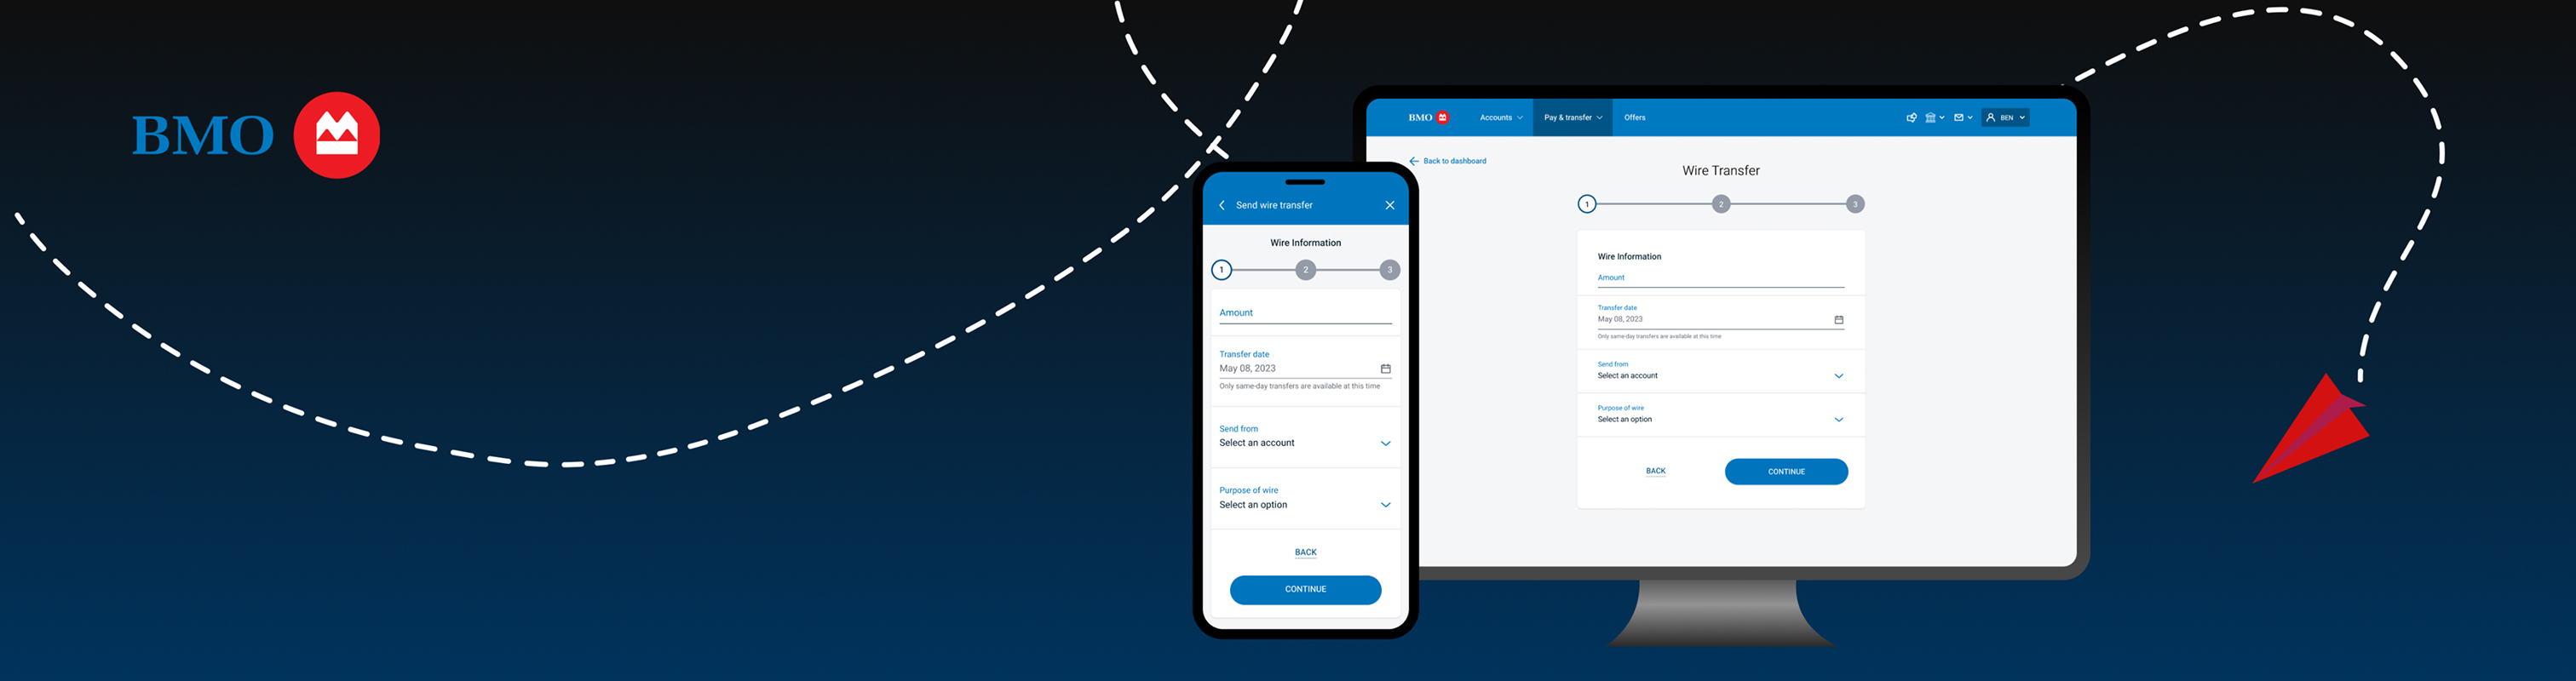 BMO
Send wire transfer
Wire Information
1 2 3
Amount
Transfer date
May 08, 2023
Only same-day transfers are available at this time
Send from
Select an account
Purpose of wire
Select an option
BACK
CONTINUE
BMO Accounts Pay & transfer Offers BEN
Back to dashboard
Wire Transfer
1 2 3
Wire Information
Amount
Transfer date
May 08, 2023
Only same-day transfers are available at this time
Send from
Select an account
Purpose of wire
Select an option
BACK CONTINUE